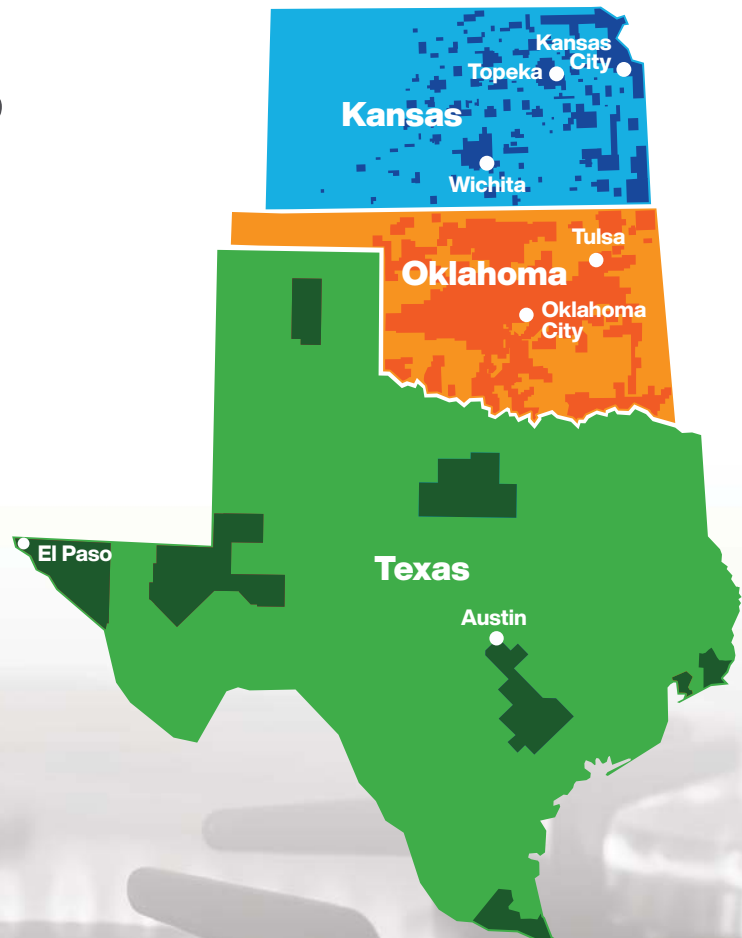 Kansas
City
Topeka
Kansas
Wichita
Tulsa
Oklahoma
Oklahoma
City
El Paso
Texas
Austin